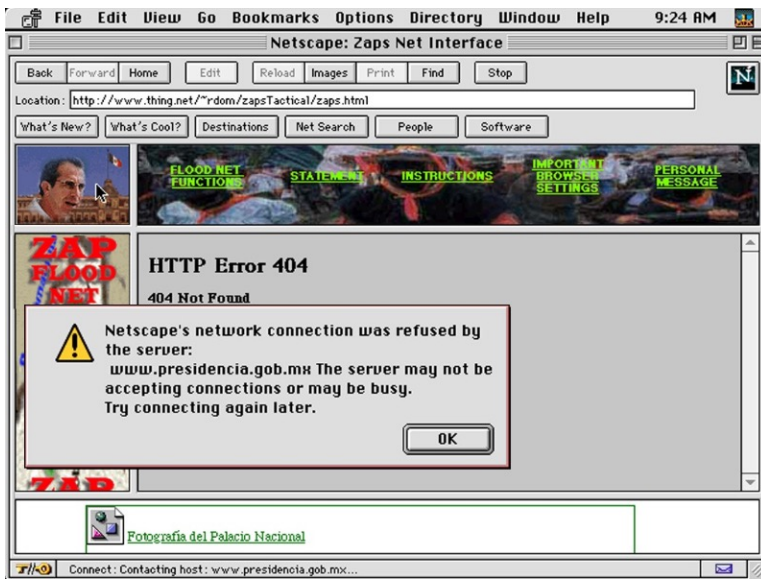 File Edit View Go Bookmarks Options Directory Window Help 9:24 AM
Netscape: Zaps Net Interface
Back Forward Home Edit Reload Images Print Find Stop
N
Location: http://www.thing.net/~rdom/zapsTactical/zaps.html
What's New? What's Cool? Destinations Net Search People Software
FLOOD NET FUNCTIONS
STATEMENT
INSTRUCTIONS
IMPORTANT BROWSER SETTINGS
PERSONAL MESSAGE
ZAP
FLOOD
NET
HTTP Error 404
404 Not Found
Netscape's network connection was refused by
the server:
www.presidencia.gob.mx The server may not be
accepting connections or may be busy.
Try connecting again later.
OK
ZAP
Fotografía del Palacio Nacional
Connect: Contacting host: www.presidencia.gob.mx...